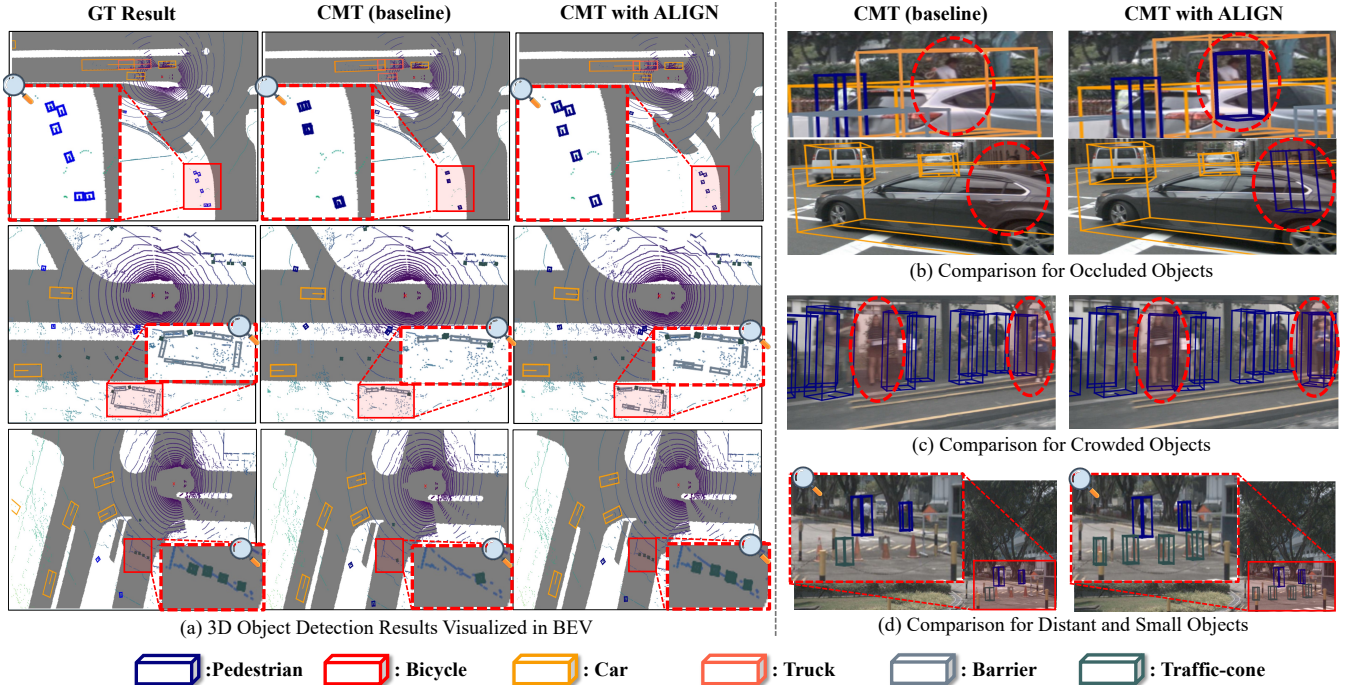 GT Result
CMT (baseline)
CMT with ALIGN
CMT (baseline)
CMT with ALIGN
(a) 3D Object Detection Results Visualized in BEV
(b) Comparison for Occluded Objects
(c) Comparison for Crowded Objects
(d) Comparison for Distant and Small Objects
:Pedestrian
: Bicycle
: Car
: Truck
: Barrier
: Traffic-cone